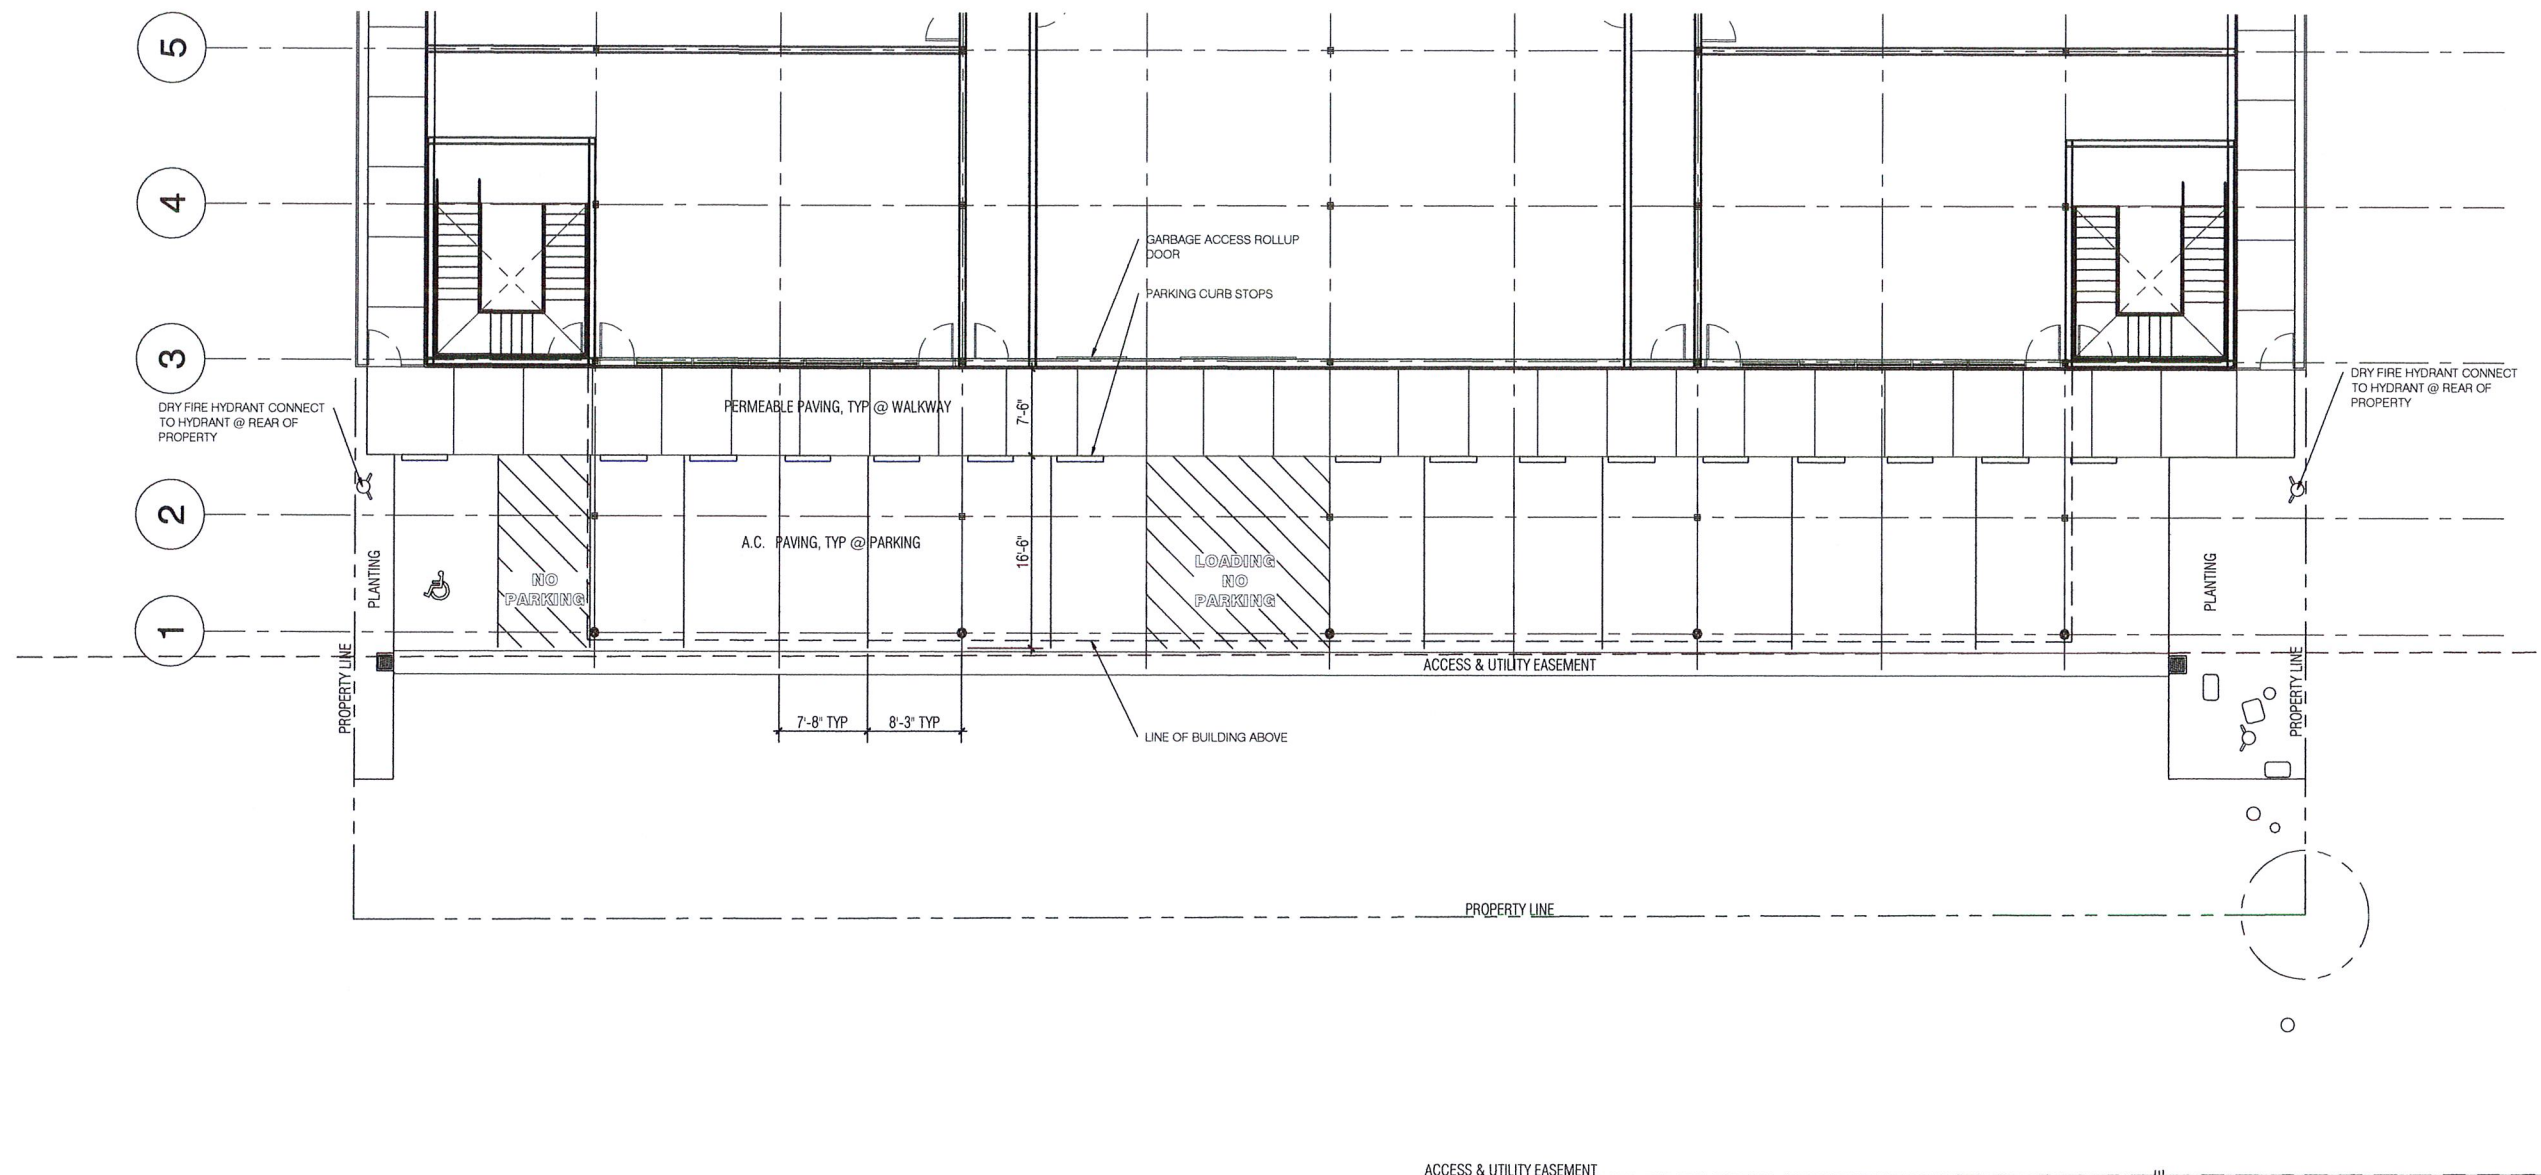 5
4
GARBAGE ACCESS ROLLUP
DOOR
PARKING CURB STOPS
3
DRY FIRE HYDRANT CONNECT
TO HYDRANT @ REAR OF
PROPERTY
PERMEABLE PAVING, TYP @ WALKWAY
7'-6"
DRY FIRE HYDRANT CONNECT
TO HYDRANT @ REAR OF
PROPERTY
2
A.C. PAVING, TYP @ PARKING
16'-6"
PLANTING
NO
PARKING
LOADING
NO
PARKING
PLANTING
1
PROPERTY LINE
ACCESS & UTILITY EASEMENT
PROPERTY LINE
7'-8" TYP
8'-3" TYP
LINE OF BUILDING ABOVE
PROPERTY LINE
ACCESS & UTILITY EASEMENT